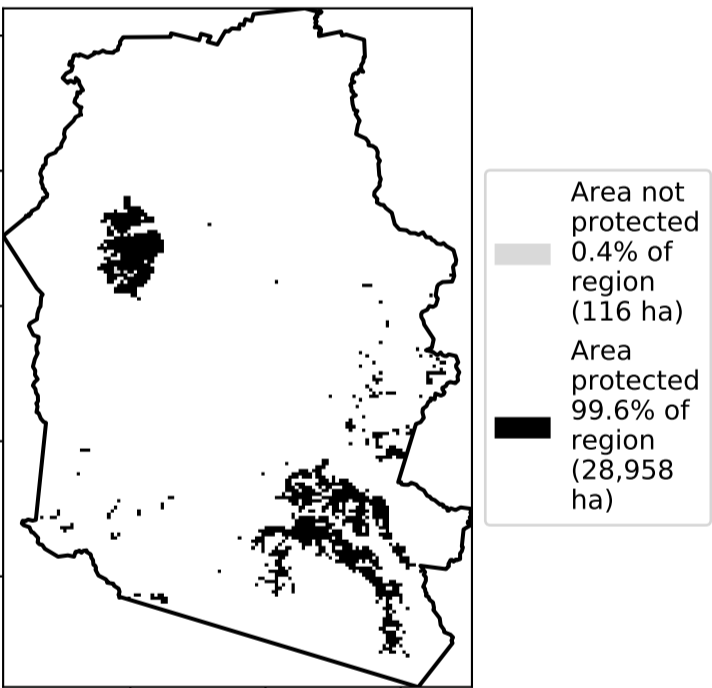 Area not
protected
0.4% of
region
(116 ha)
Area
protected
99.6% of
region
(28,958
ha)